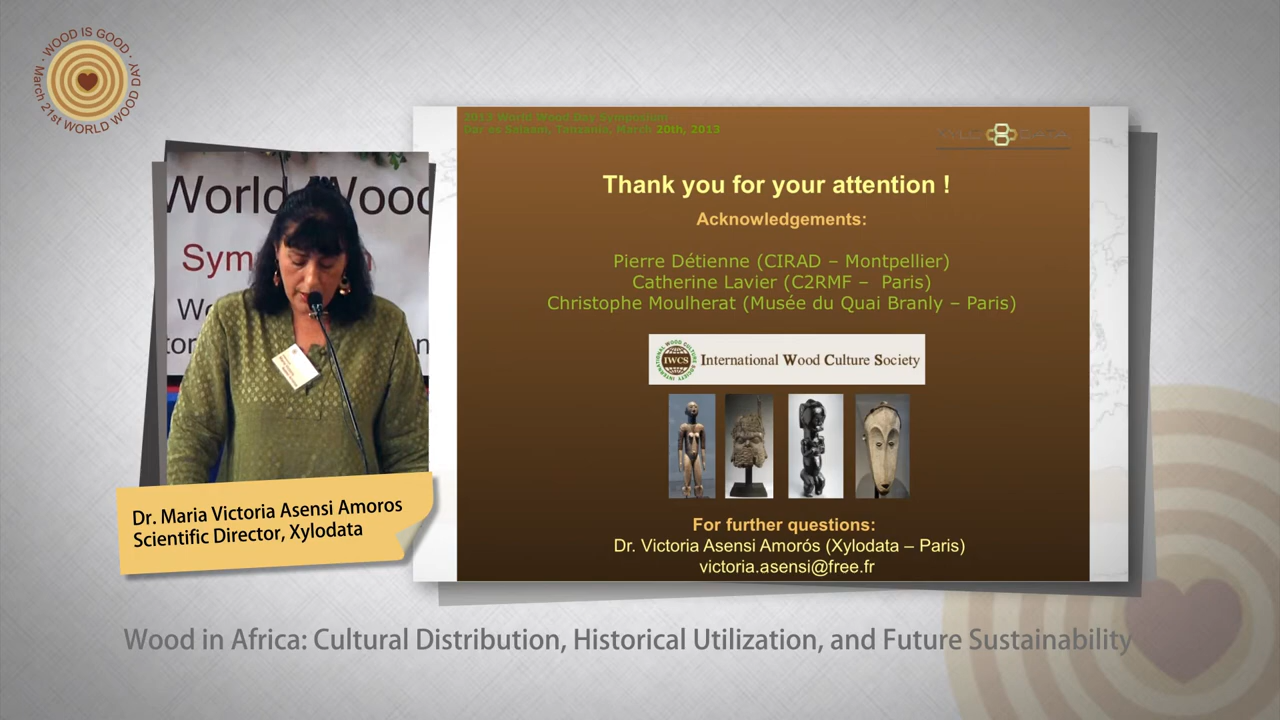 · WOOD IS GOOD ·
March 21st WORLD WOOD DAY
World Wood
Sym
Wo
tor
Dr. Maria Victoria Asensi Amoros
Scientific Director, Xylodata
2013 World Wood Day Symposium
Dar es Salaam, Tanzania, March 20th, 2013
XYLO DATA
Thank you for your attention !
Acknowledgements:
Pierre Détienne (CIRAD – Montpellier)
Catherine Lavier (C2RMF – Paris)
Christophe Moulherat (Musée du Quai Branly – Paris)
IWCS
International Wood Culture Society
For further questions:
Dr. Victoria Asensi Amorós (Xylodata – Paris)
victoria.asensi@free.fr
Wood in Africa: Cultural Distribution, Historical Utilization, and Future Sustainability